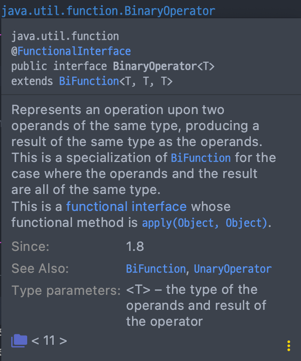 java.util.function.BinaryOperator
java.util.function
@FunctionalInterface
public interface BinaryOperator<T>
extends BiFunction<T, T, T>
Represents an operation upon two
operands of the same type, producing a
result of the same type as the operands.
This is a specialization of BiFunction for the
case where the operands and the result
are all of the same type.
This is a functional interface whose
functional method is apply(Object, Object).
Since: 1.8
See Also: BiFunction, UnaryOperator
Type parameters: <T> – the type of the
operands and result of
the operator
< 11 >